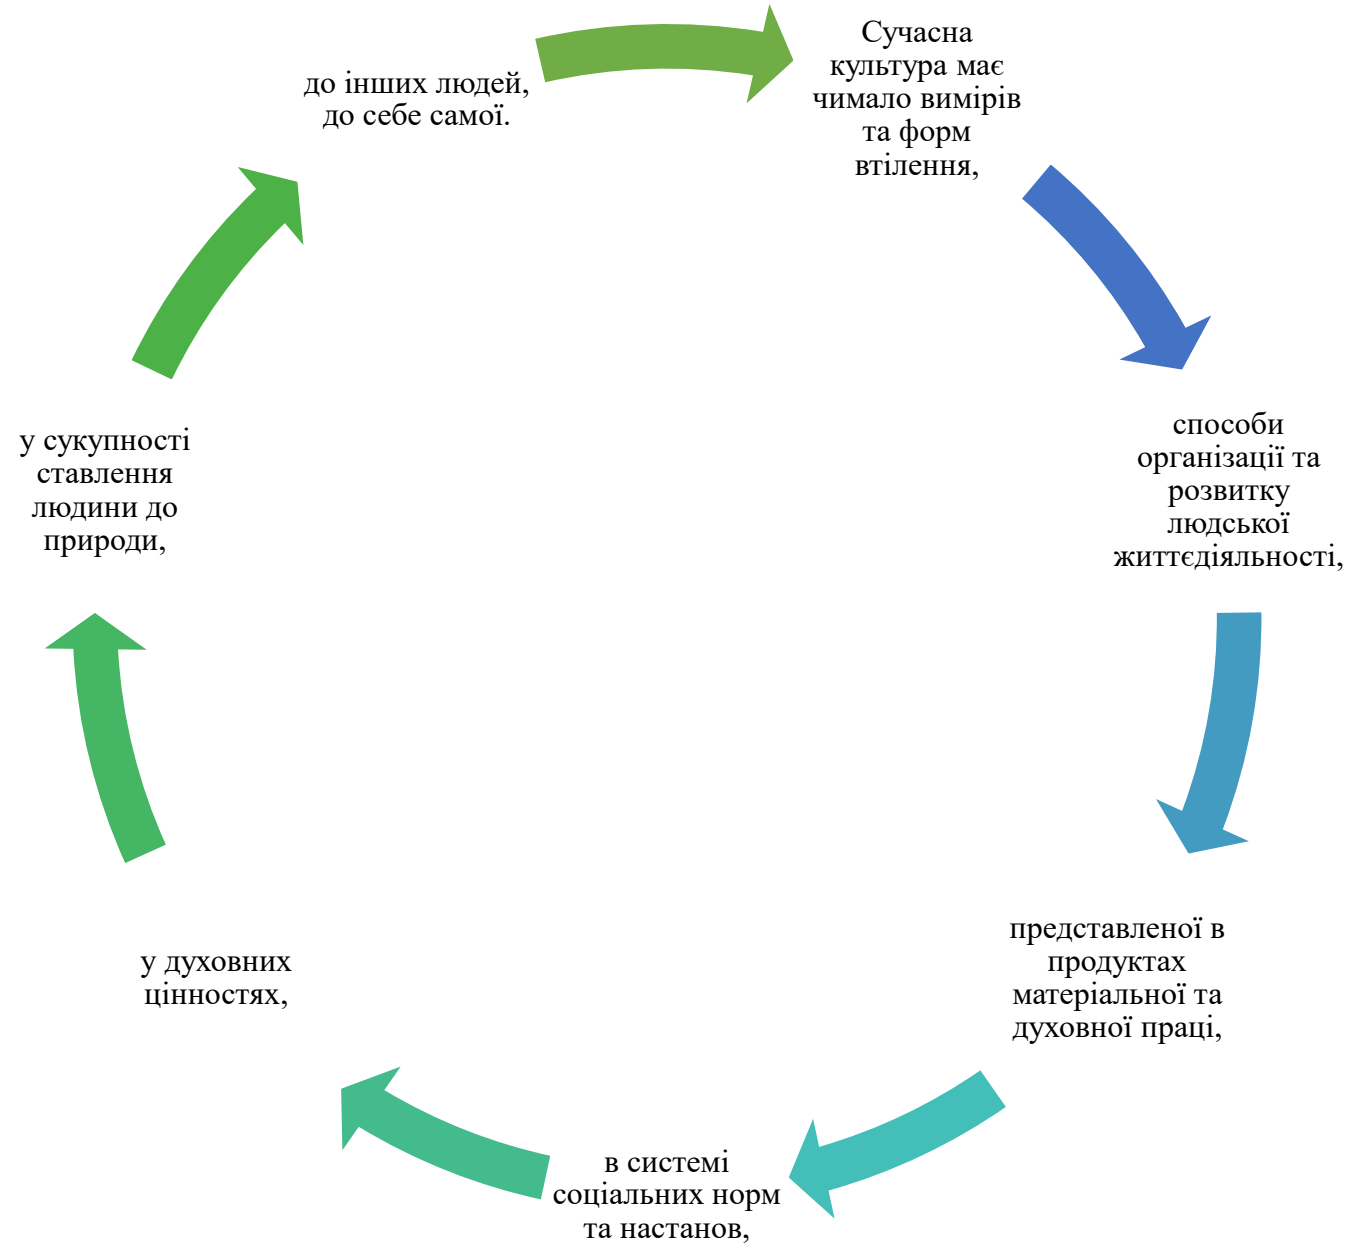 Сучасна
культура має
чимало вимірів
та форм
втілення,
способи
організації та
розвитку
людської
життєдіяльності,
представленої в
продуктах
матеріальної та
духовної праці,
в системі
соціальних норм
та настанов,
у духовних
цінностях,
у сукупності
ставлення
людини до
природи,
до інших людей,
до себе самої.